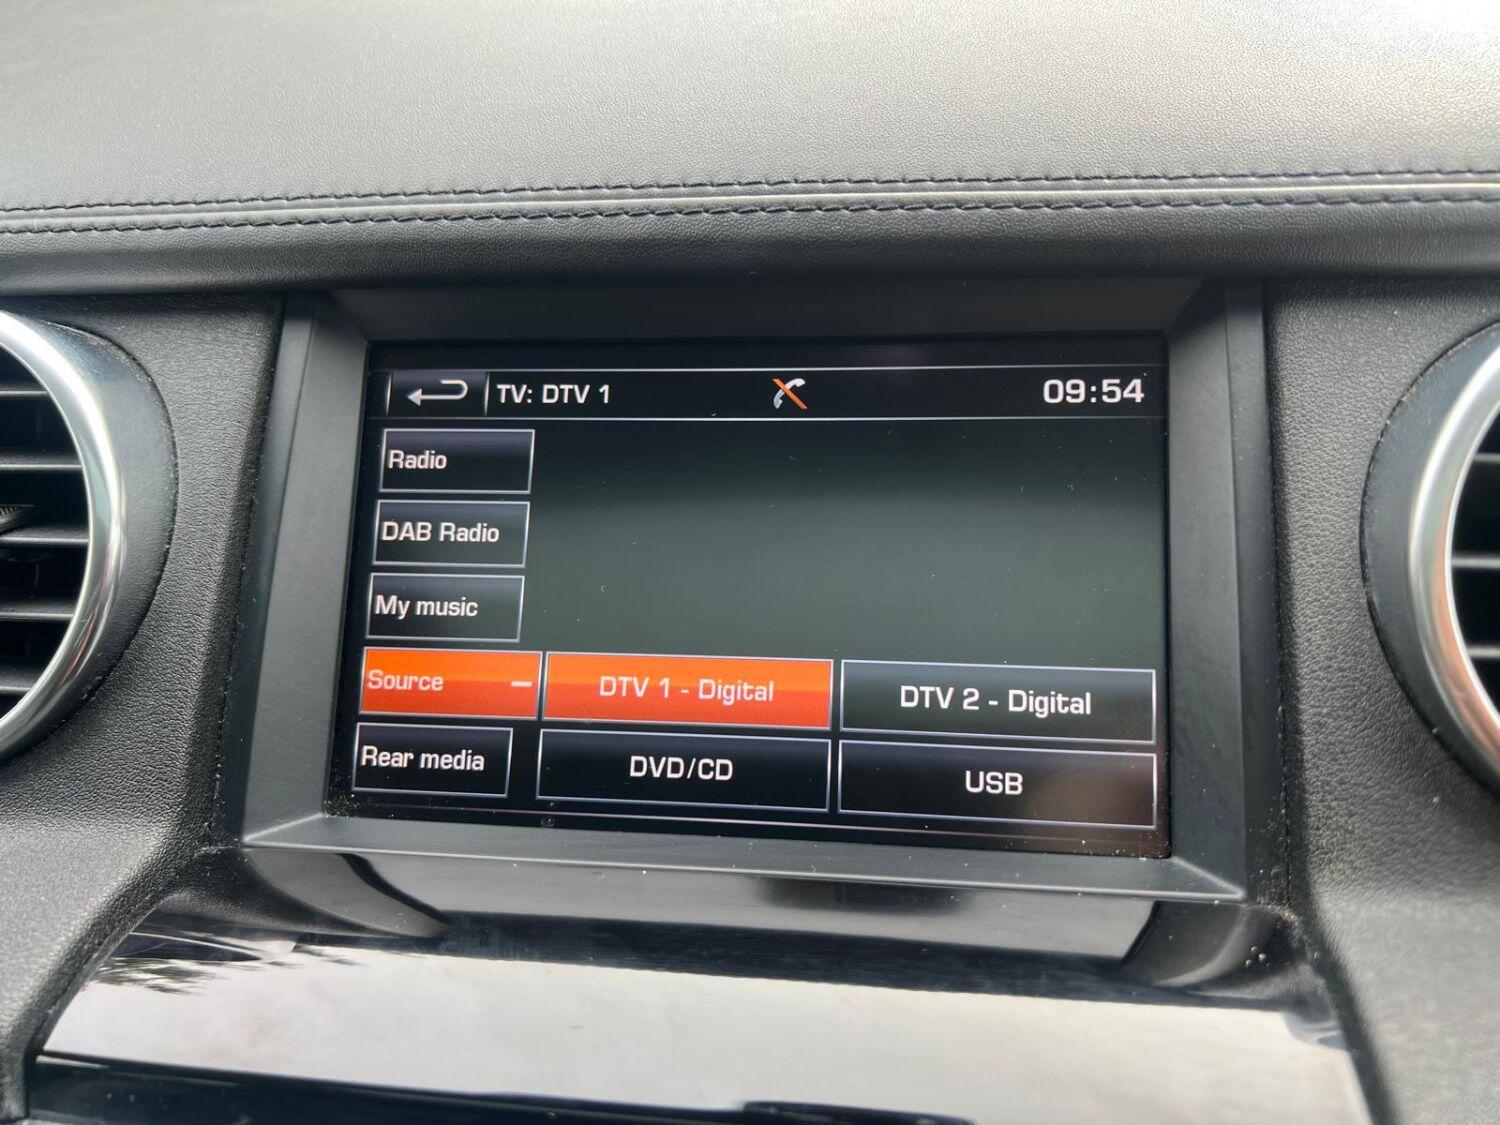 TV: DTV 1
09:54
Radio
DAB Radio
My music
Source
DTV 1 - Digital
DTV 2 - Digital
Rear media
DVD/CD
USB